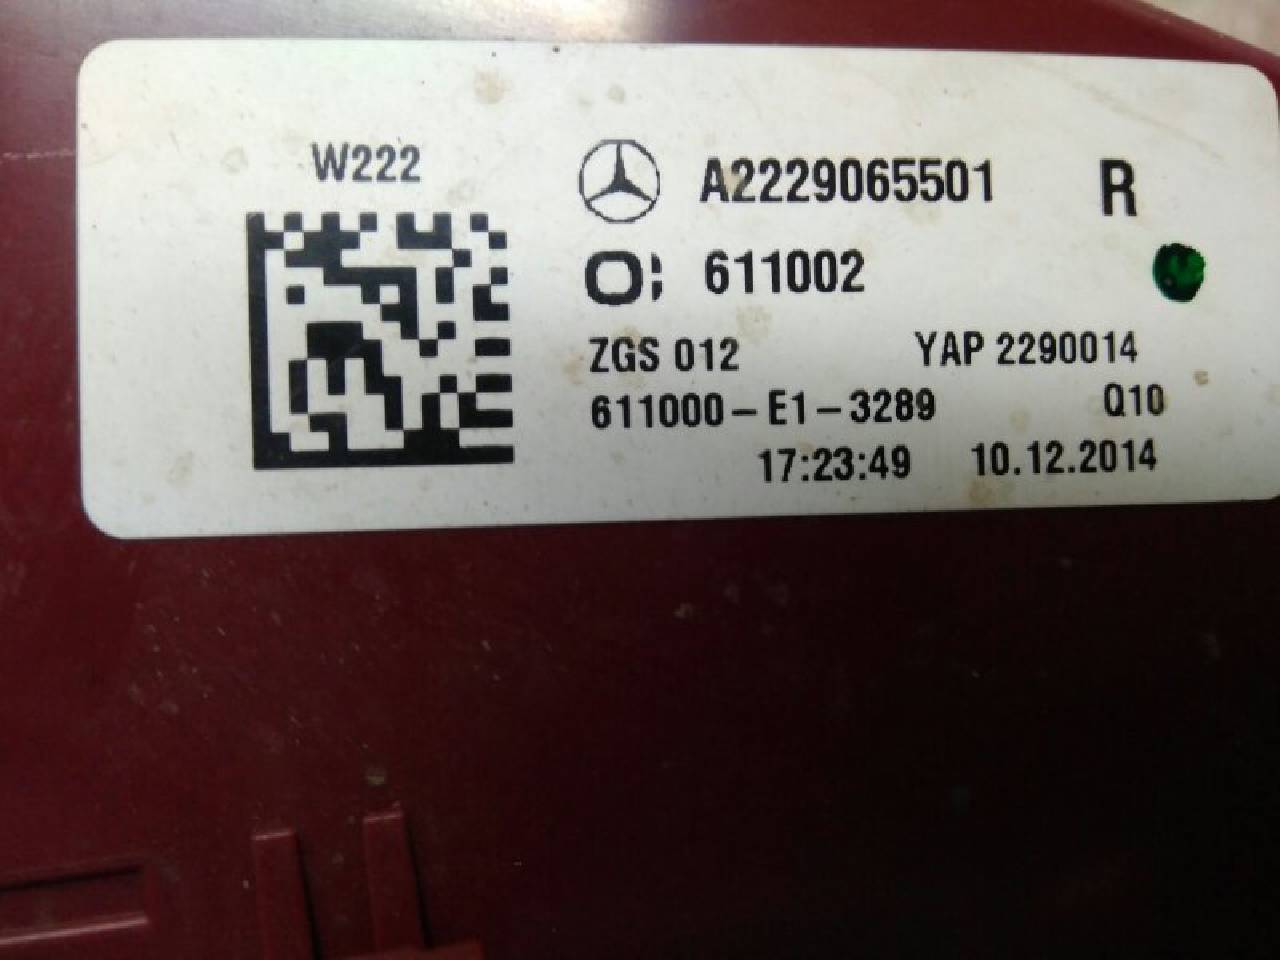 W222
A2229065501 R
611002
ZGS 012 YAP 2290014
611000-E1-3289 Q10
17:23:49 10.12.2014